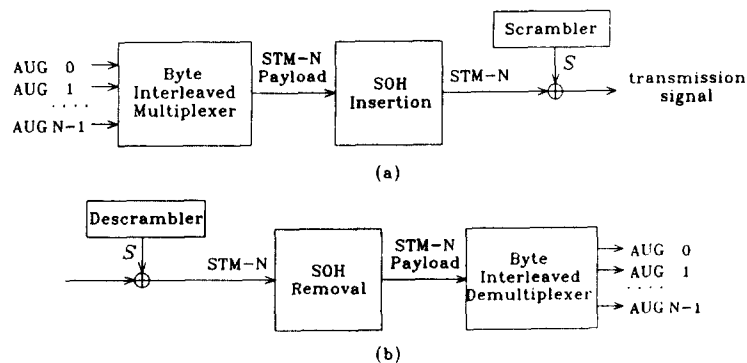 Scrambler
STM-N
Payload
S
AUG 0
AUG 1
. . . .
AUG N-1
Byte
Interleaved
Multiplexer
SOH
Insertion
STM-N
transmission
signal
(a)
Descrambler
S
STM-N
SOH
Removal
STM-N
Payload
Byte
Interleaved
Demultiplexer
AUG 0
AUG 1
. . . .
AUG N-1
(b)